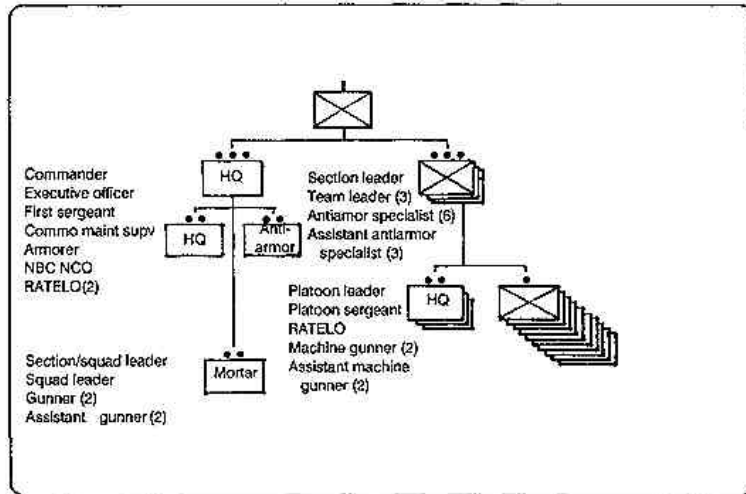 Commander
Executive officer
First sergeant
Commo maint supv
Armorer
NBC NCO
RATELO(2)
HQ
HQ
Anti-
armor
Section leader
Team leader (3)
Antiamor specialist (6)
Assistant antiarmor
specialist (3)
Platoon leader
Platoon sergeant
RATELO
Machine gunner (2)
Assistant machine
gunner (2)
HQ
Section/squad leader
Squad leader
Gunner (2)
Assistant gunner (2)
Mortar